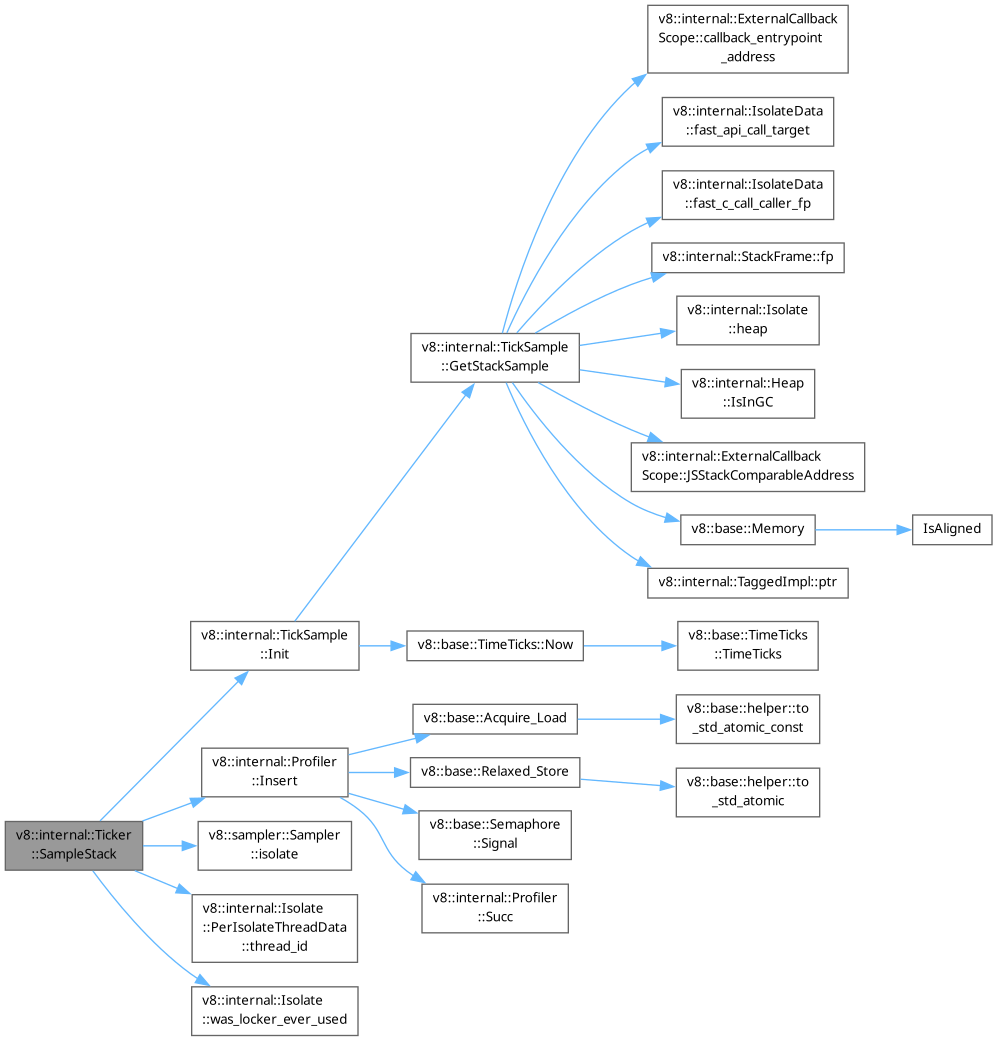 v8::internal::ExternalCallback
Scope::callback_entrypoint
_address
v8::internal::IsolateData
::fast_api_call_target
v8::internal::IsolateData
::fast_c_call_caller_fp
v8::internal::StackFrame::fp
v8::internal::Isolate
::heap
v8::internal::TickSample
::GetStackSample
v8::internal::Heap
::IsInGC
v8::internal::ExternalCallback
Scope::JSStackComparableAddress
v8::base::Memory
IsAligned
v8::internal::TaggedImpl::ptr
v8::internal::TickSample
::Init
v8::base::TimeTicks::Now
v8::base::TimeTicks
::TimeTicks
v8::base::Acquire_Load
v8::base::helper::to
_std_atomic_const
v8::internal::Profiler
::Insert
v8::base::Relaxed_Store
v8::base::helper::to
_std_atomic
v8::internal::Ticker
::SampleStack
v8::sampler::Sampler
::isolate
v8::base::Semaphore
::Signal
v8::internal::Isolate
::PerIsolateThreadData
::thread_id
v8::internal::Profiler
::Succ
v8::internal::Isolate
::was_locker_ever_used